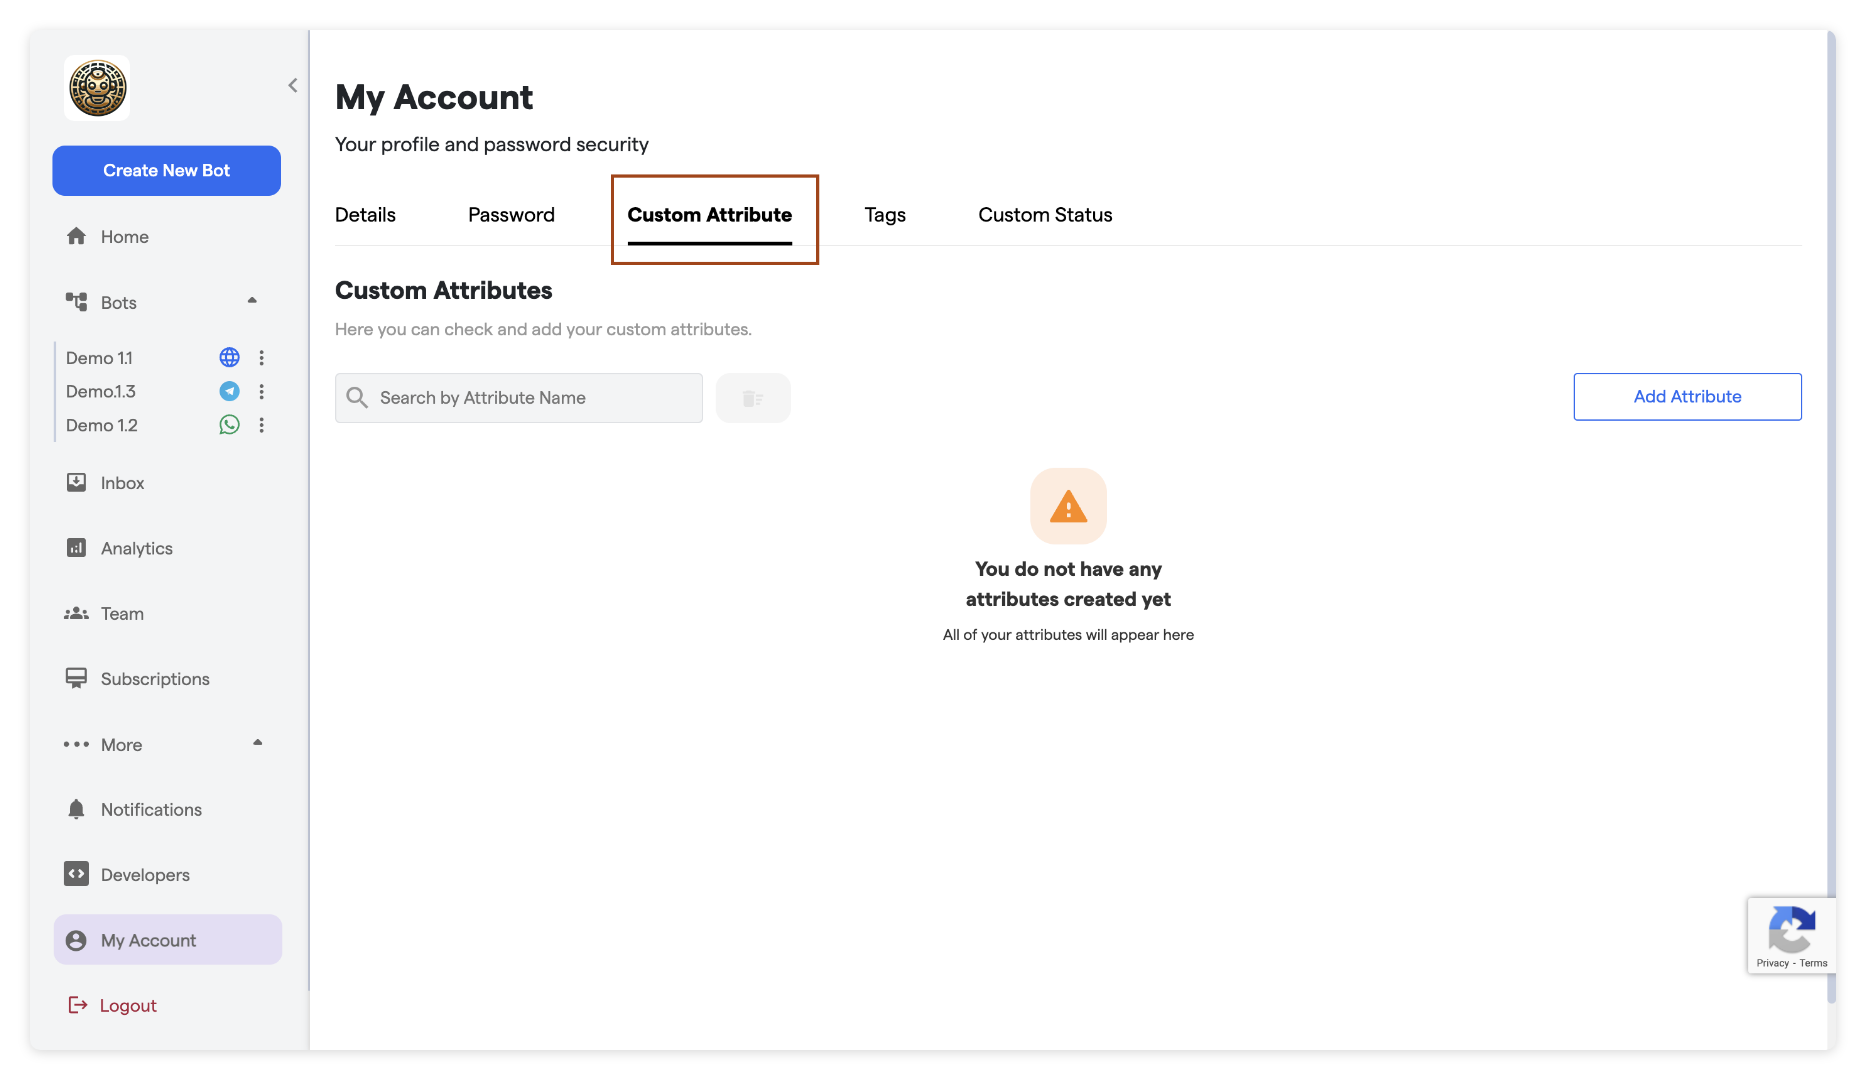 Create New Bot
Home
Bots
Demo 1.1
Demo.1.3
Demo 1.2
Inbox
Analytics
Team
Subscriptions
More
Notifications
Developers
My Account
Logout
My Account
Your profile and password security
Details
Password
Custom Attribute
Tags
Custom Status
Custom Attributes
Here you can check and add your custom attributes.
Search by Attribute Name
Add Attribute
You do not have any
attributes created yet
All of your attributes will appear here
Privacy - Terms